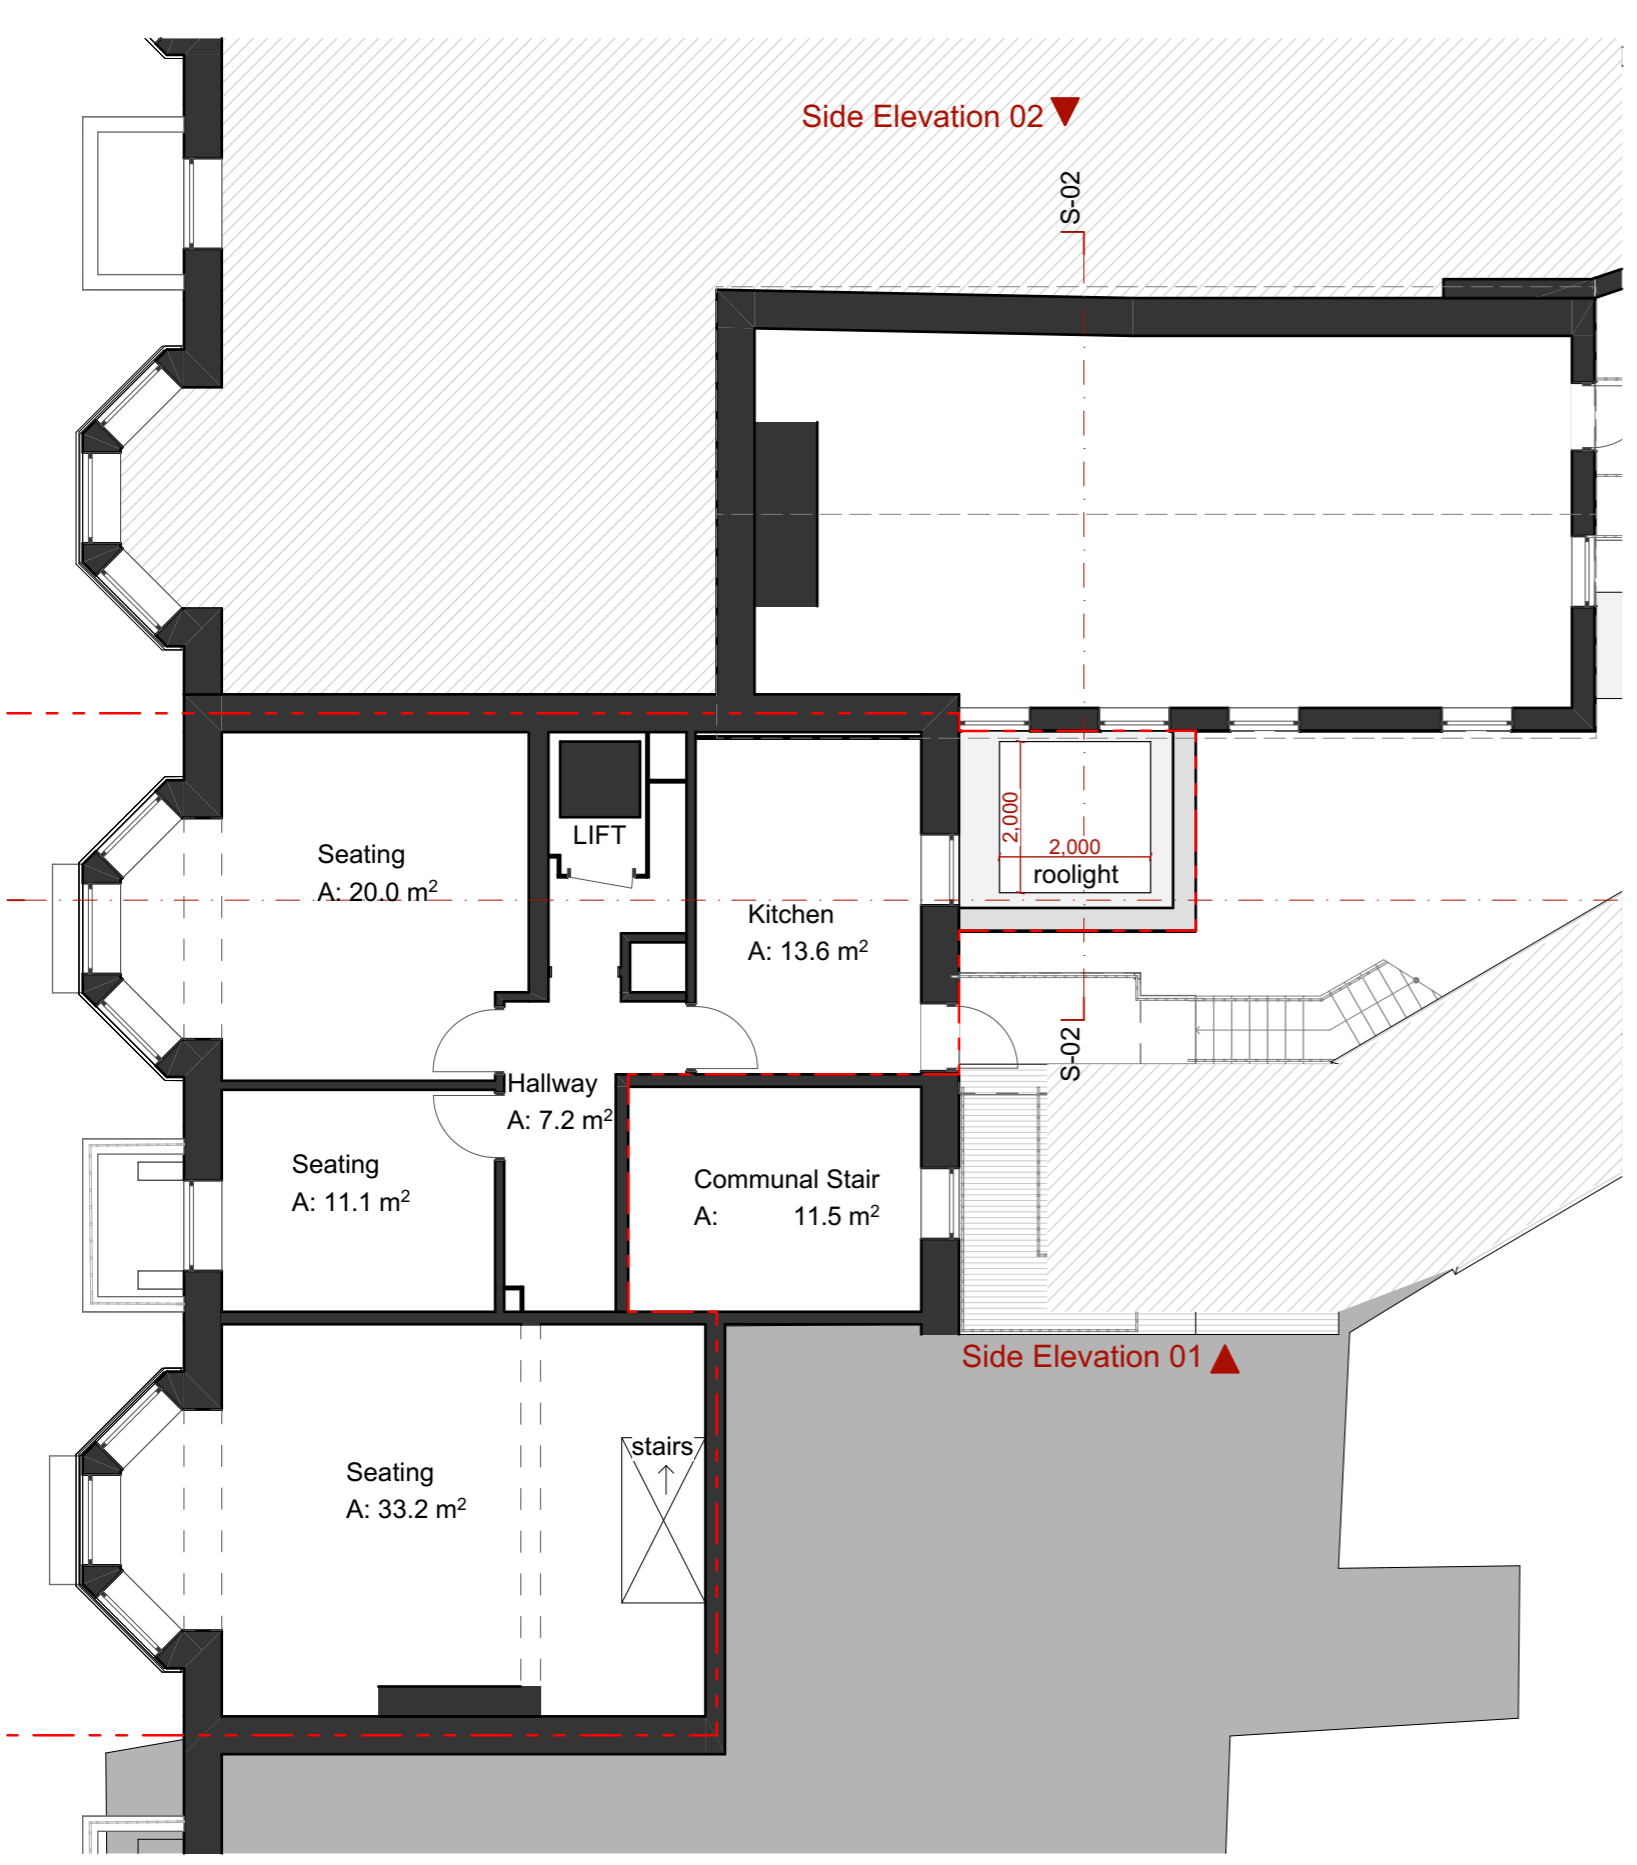 Side Elevation 02
S-02
2,000
2,000
roolight
LIFT
Seating
A: 20.0 m²
Kitchen
A: 13.6 m²
S-02
Hallway
A: 7.2 m²
Seating
A: 11.1 m²
Communal Stair
A: 11.5 m²
Side Elevation 01
stairs
Seating
A: 33.2 m²